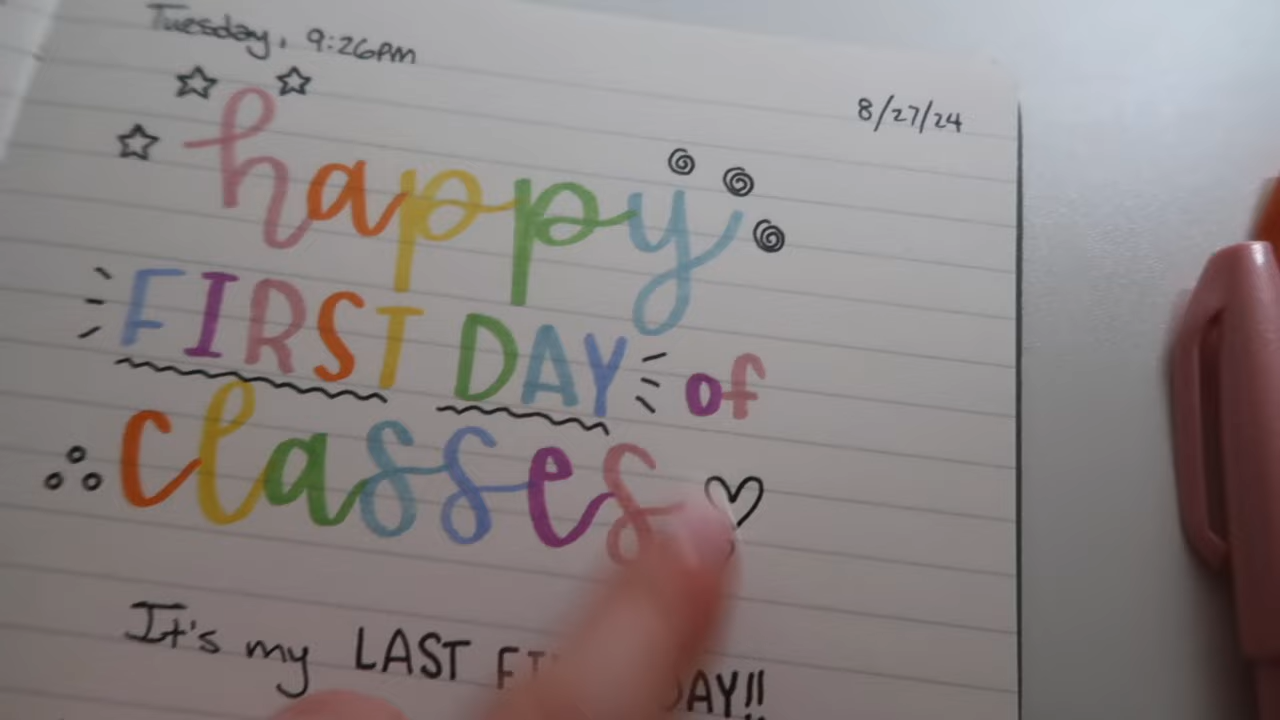 Tuesday, 9:26pm
8/27/24
happy
FIRST DAY of
classes
It's my LAST DAY!!